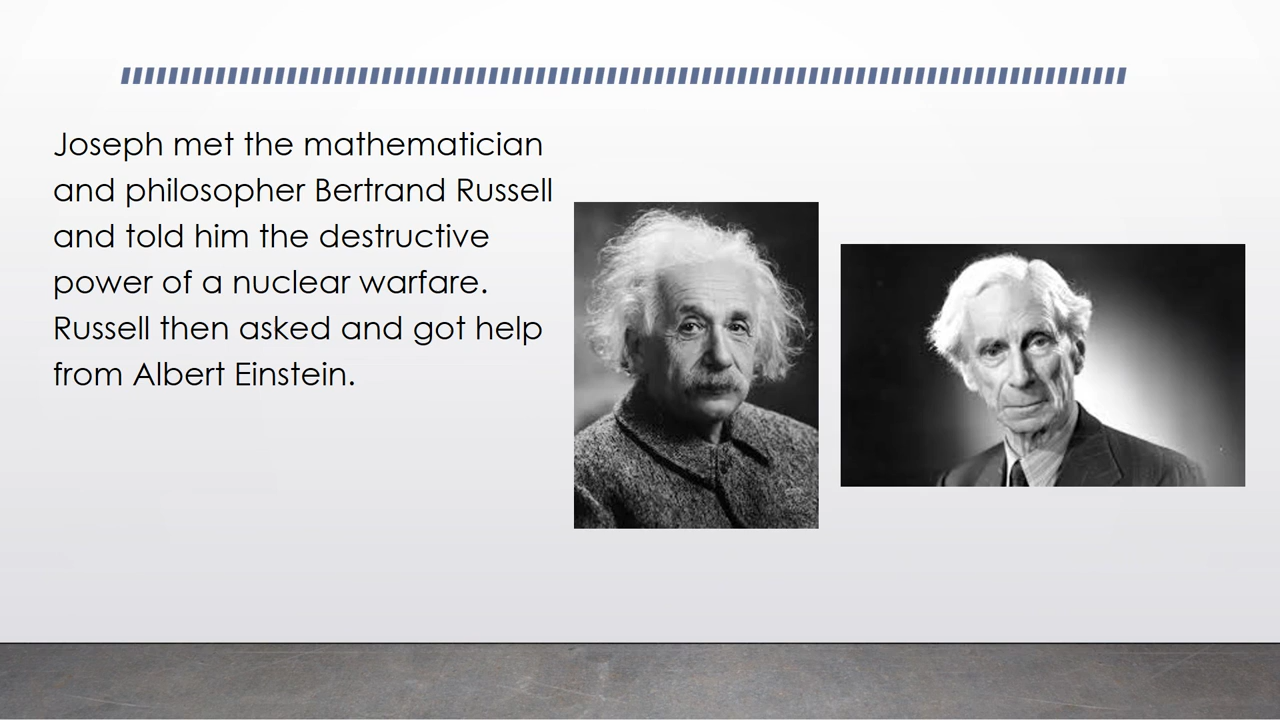 Joseph met the mathematician
and philosopher Bertrand Russell
and told him the destructive
power of a nuclear warfare.
Russell then asked and got help
from Albert Einstein.